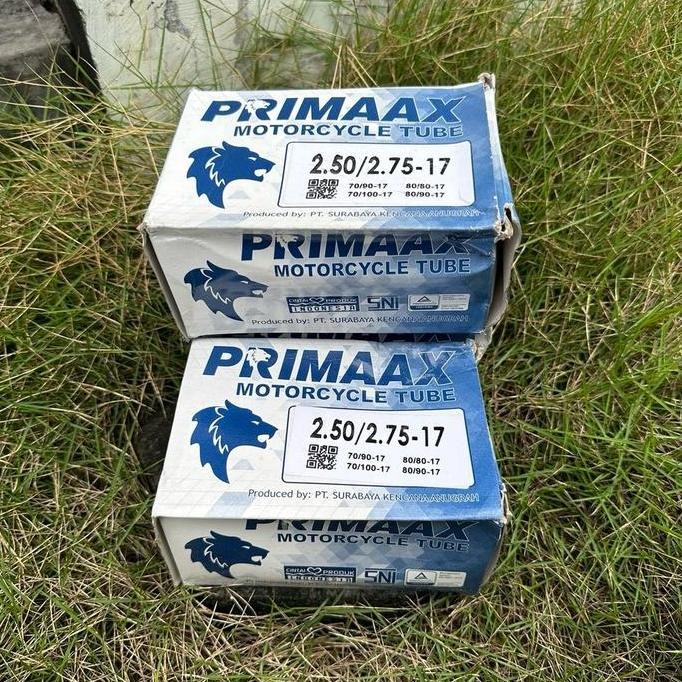 PRIMAAX
MOTORCYCLE TUBE
2.50/2.75-17
70/90-17 80/80-17
70/100-17 80/90-17
Produced by: PT. SURABAYA KENCANA ANUGRAH
PRIMAAX
MOTORCYCLE TUBE
CINTAI PRODUK
INDONESIA
SNI
Produced by: PT. SURABAYA KENCANA ANUGRAH
PRIMAAX
MOTORCYCLE TUBE
2.50/2.75-17
70/90-17 80/80-17
70/100-17 80/90-17
Produced by: PT. SURABAYA KENCANA ANUGRAH
PRIMAAX
MOTORCYCLE TUBE
CINTAI PRODUK
INDONESIA
SNI